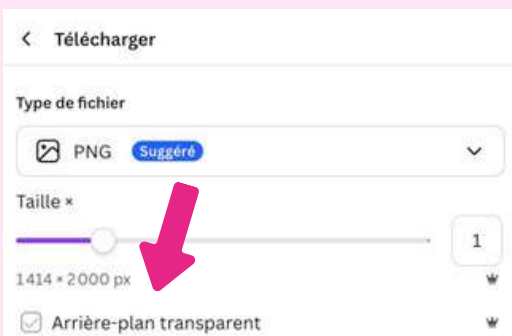 Télécharger
Type de fichier
PNG Suggéré
Taille ×
1
1414 × 2000 px
Arrière-plan transparent